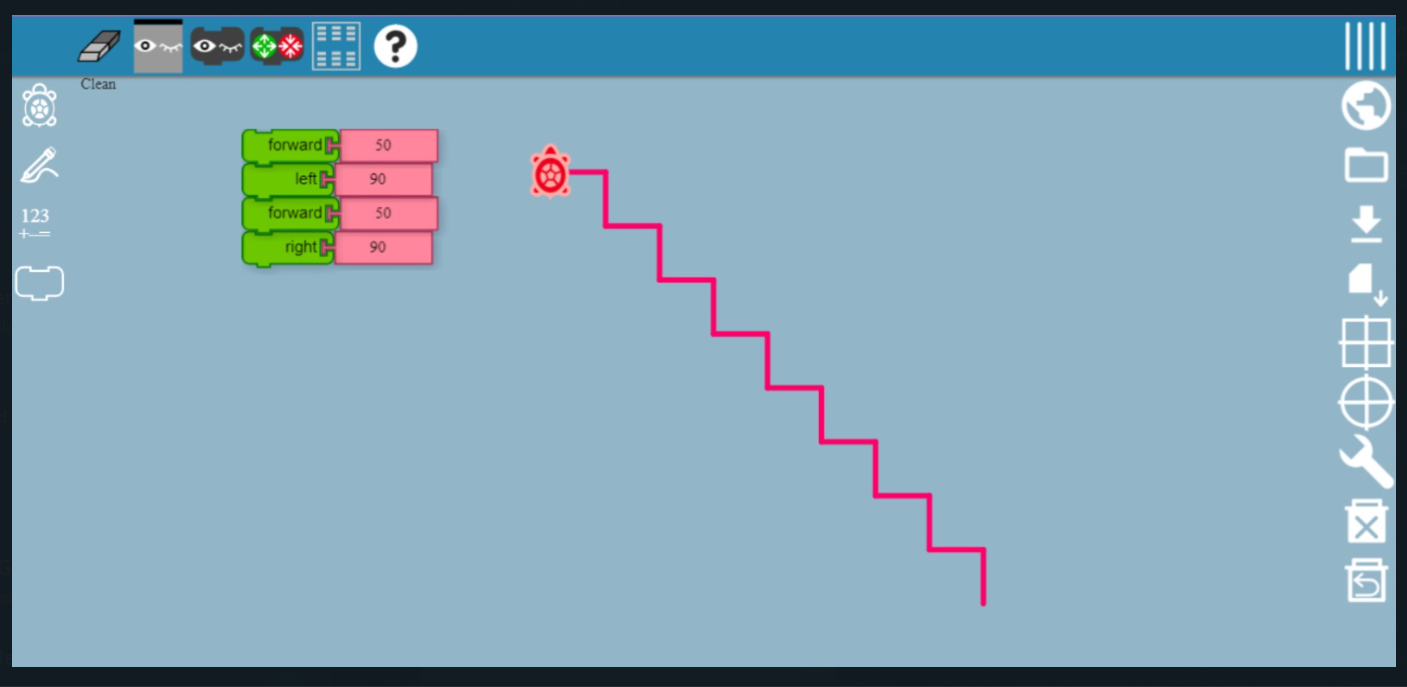 ?
Clean
123
+-=
forward 50
left 90
forward 50
right 90